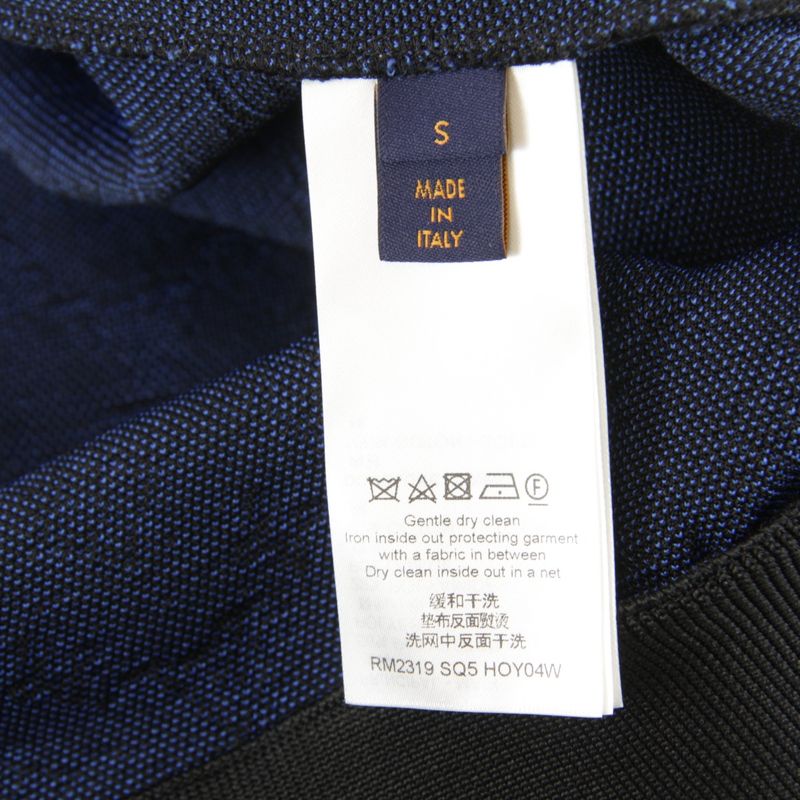 S
MADE
IN
ITALY
F
Gentle dry clean
Iron inside out protecting garment
with a fabric in between
Dry clean inside out in a net
缓和干洗
垫布反面熨烫
洗网中反面干洗
RM2319 SQ5 HOY04W